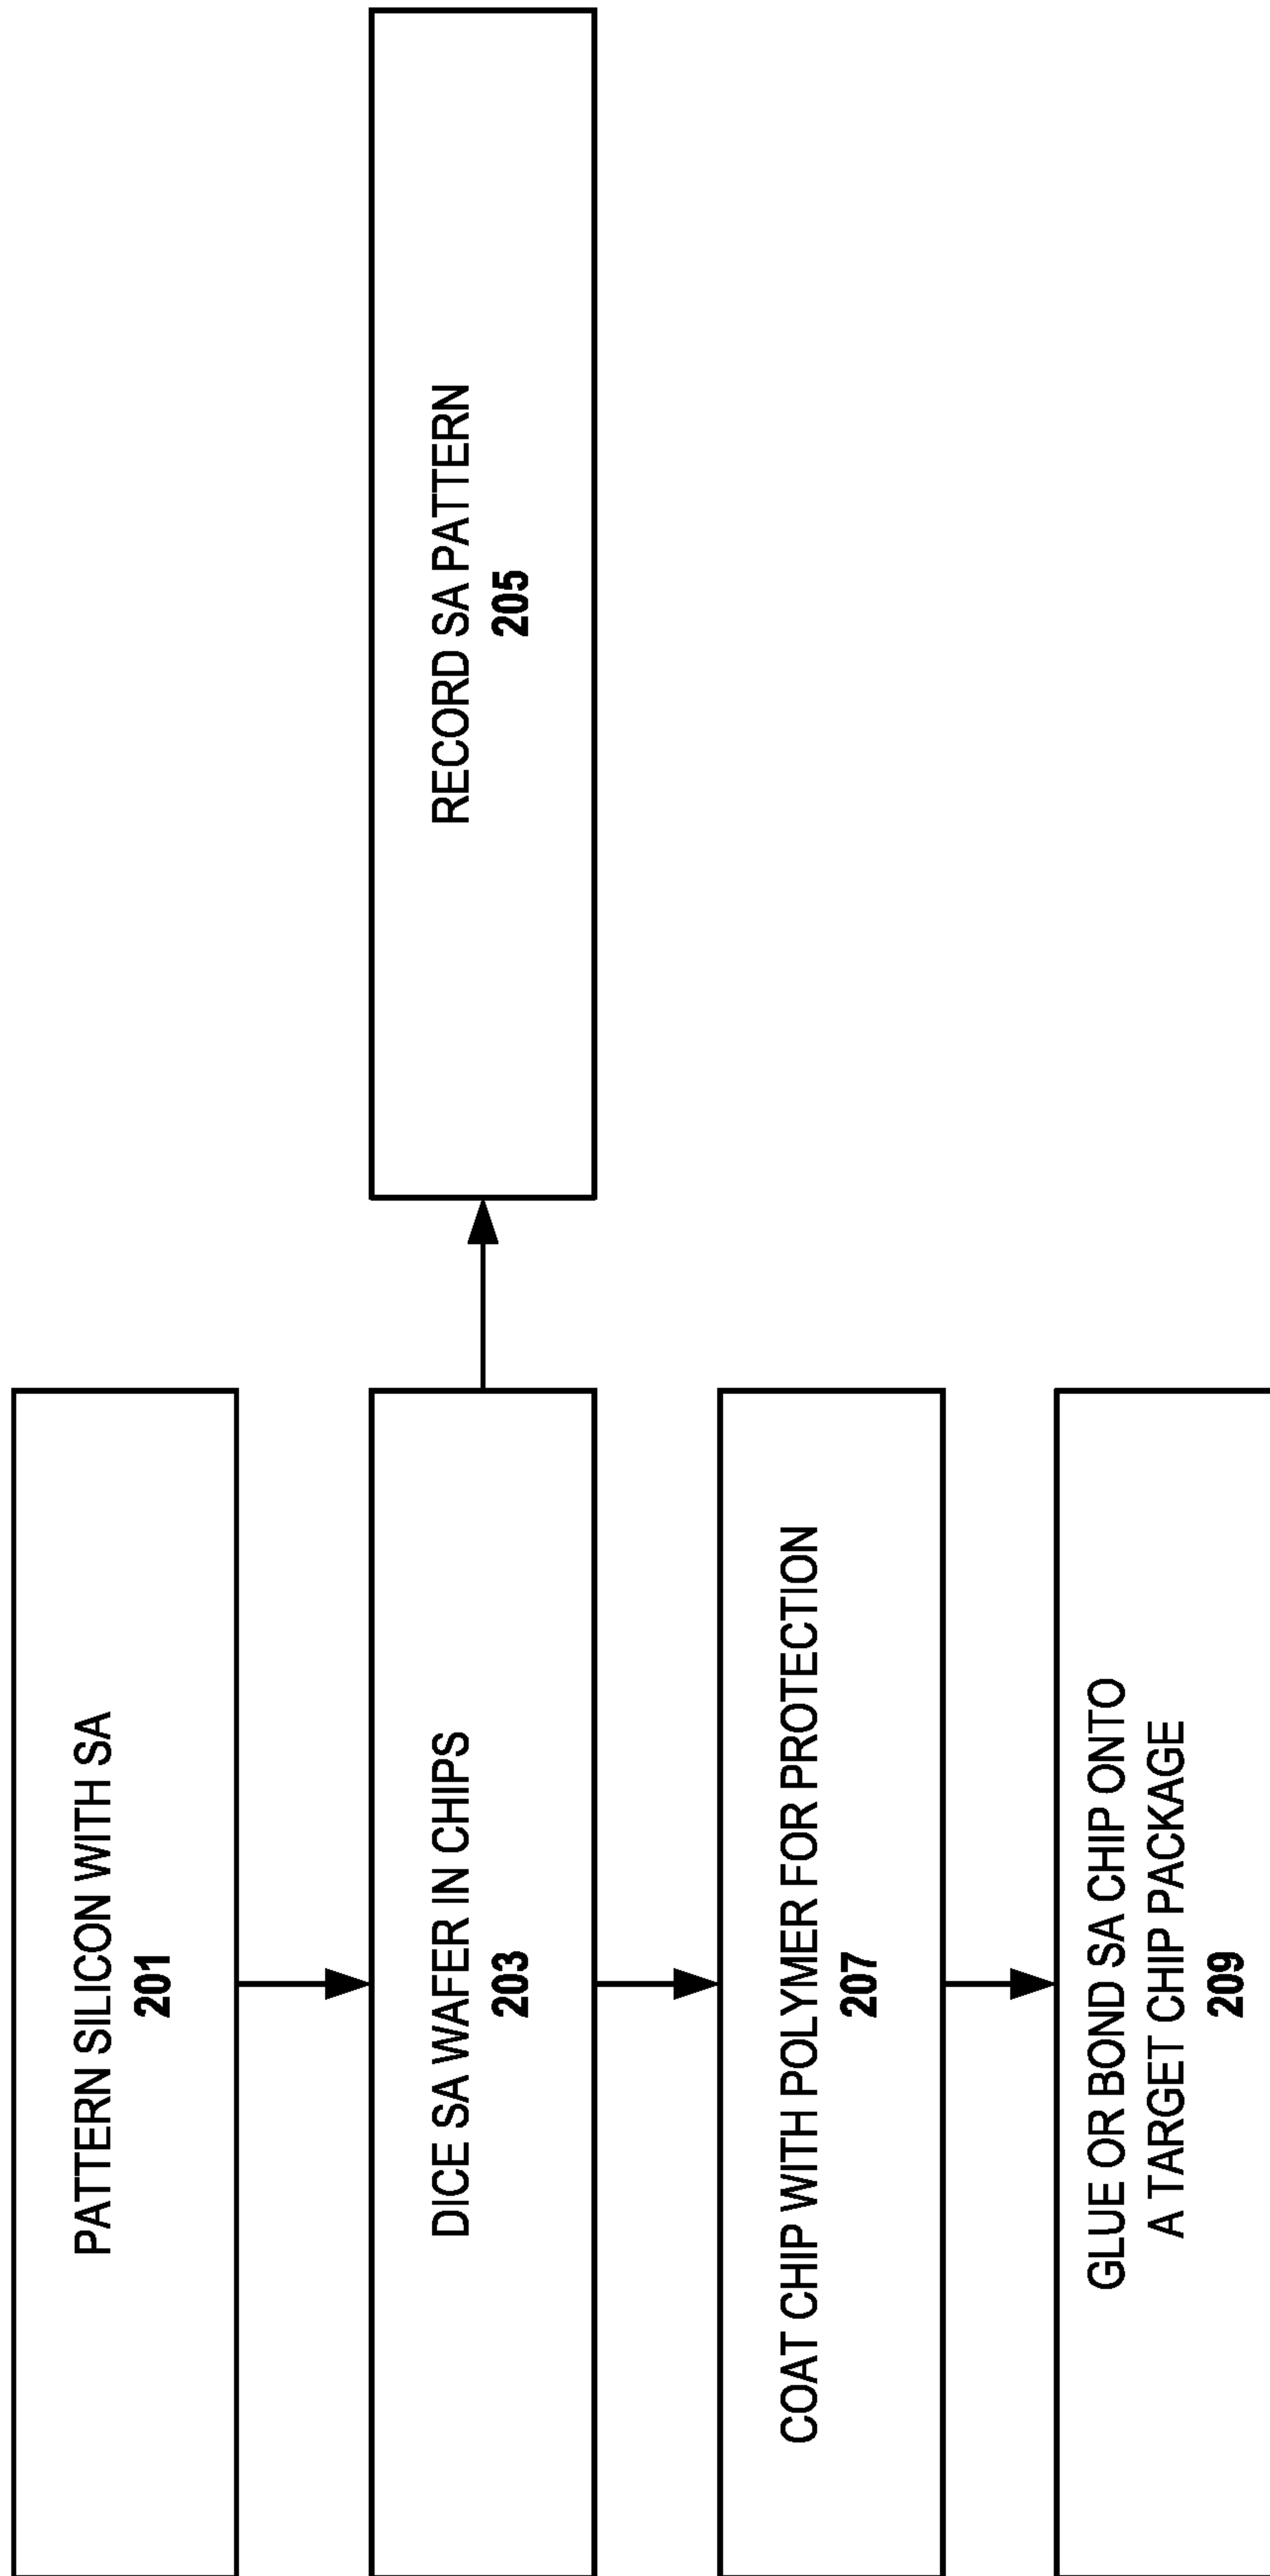 PATTERN SILICON WITH SA
201
DICE SA WAFER IN CHIPS
203
RECORD SA PATTERN
205
COAT CHIP WITH POLYMER FOR PROTECTION
207
GLUE OR BOND SA CHIP ONTO
A TARGET CHIP PACKAGE
209